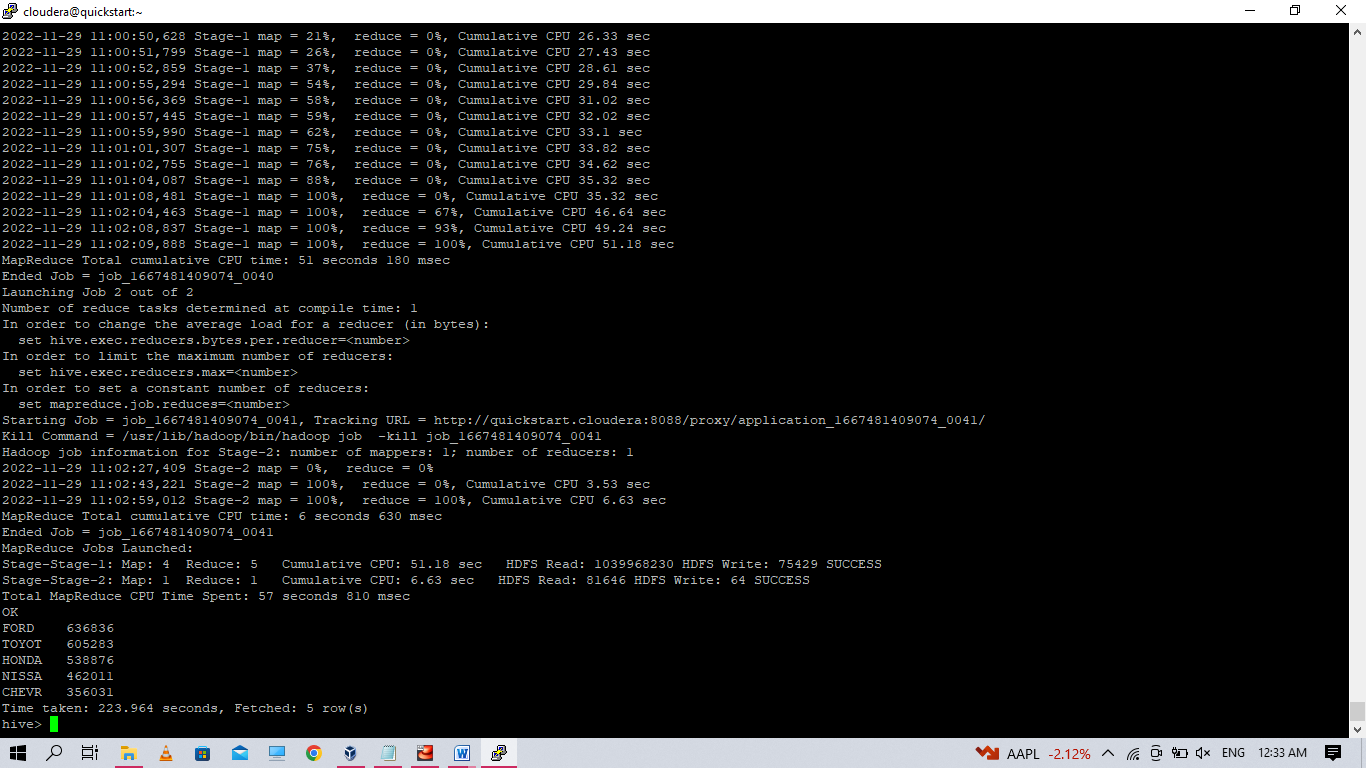 cloudera@quickstart:~
2022-11-29 11:00:50,628 Stage-1 map = 21%,  reduce = 0%, Cumulative CPU 26.33 sec
2022-11-29 11:00:51,799 Stage-1 map = 26%,  reduce = 0%, Cumulative CPU 27.43 sec
2022-11-29 11:00:52,859 Stage-1 map = 37%,  reduce = 0%, Cumulative CPU 28.61 sec
2022-11-29 11:00:55,294 Stage-1 map = 54%,  reduce = 0%, Cumulative CPU 29.84 sec
2022-11-29 11:00:56,369 Stage-1 map = 58%,  reduce = 0%, Cumulative CPU 31.02 sec
2022-11-29 11:00:57,445 Stage-1 map = 59%,  reduce = 0%, Cumulative CPU 32.02 sec
2022-11-29 11:00:59,990 Stage-1 map = 62%,  reduce = 0%, Cumulative CPU 33.1 sec
2022-11-29 11:01:01,307 Stage-1 map = 75%,  reduce = 0%, Cumulative CPU 33.82 sec
2022-11-29 11:01:02,755 Stage-1 map = 76%,  reduce = 0%, Cumulative CPU 34.62 sec
2022-11-29 11:01:04,087 Stage-1 map = 88%,  reduce = 0%, Cumulative CPU 35.32 sec
2022-11-29 11:01:08,481 Stage-1 map = 100%,  reduce = 0%, Cumulative CPU 35.32 sec
2022-11-29 11:02:04,463 Stage-1 map = 100%,  reduce = 67%, Cumulative CPU 46.64 sec
2022-11-29 11:02:08,837 Stage-1 map = 100%,  reduce = 93%, Cumulative CPU 49.24 sec
2022-11-29 11:02:09,888 Stage-1 map = 100%,  reduce = 100%, Cumulative CPU 51.18 sec
MapReduce Total cumulative CPU time: 51 seconds 180 msec
Ended Job = job_1667481409074_0040
Launching Job 2 out of 2
Number of reduce tasks determined at compile time: 1
In order to change the average load for a reducer (in bytes):
  set hive.exec.reducers.bytes.per.reducer=<number>
In order to limit the maximum number of reducers:
  set hive.exec.reducers.max=<number>
In order to set a constant number of reducers:
  set mapreduce.job.reduces=<number>
Starting Job = job_1667481409074_0041, Tracking URL = http://quickstart.cloudera:8088/proxy/application_1667481409074_0041/
Kill Command = /usr/lib/hadoop/bin/hadoop job  -kill job_1667481409074_0041
Hadoop job information for Stage-2: number of mappers: 1; number of reducers: 1
2022-11-29 11:02:27,409 Stage-2 map = 0%,  reduce = 0%
2022-11-29 11:02:43,221 Stage-2 map = 100%,  reduce = 0%, Cumulative CPU 3.53 sec
2022-11-29 11:02:59,012 Stage-2 map = 100%,  reduce = 100%, Cumulative CPU 6.63 sec
MapReduce Total cumulative CPU time: 6 seconds 630 msec
Ended Job = job_1667481409074_0041
MapReduce Jobs Launched:
Stage-Stage-1: Map: 4  Reduce: 5   Cumulative CPU: 51.18 sec   HDFS Read: 1039968230 HDFS Write: 75429 SUCCESS
Stage-Stage-2: Map: 1  Reduce: 1   Cumulative CPU: 6.63 sec   HDFS Read: 81646 HDFS Write: 64 SUCCESS
Total MapReduce CPU Time Spent: 57 seconds 810 msec
OK
FORD    636836
TOYOT   605283
HONDA   538876
NISSA   462011
CHEVR   356031
Time taken: 223.964 seconds, Fetched: 5 row(s)
hive>
AAPL -2.12% ENG 12:33 AM